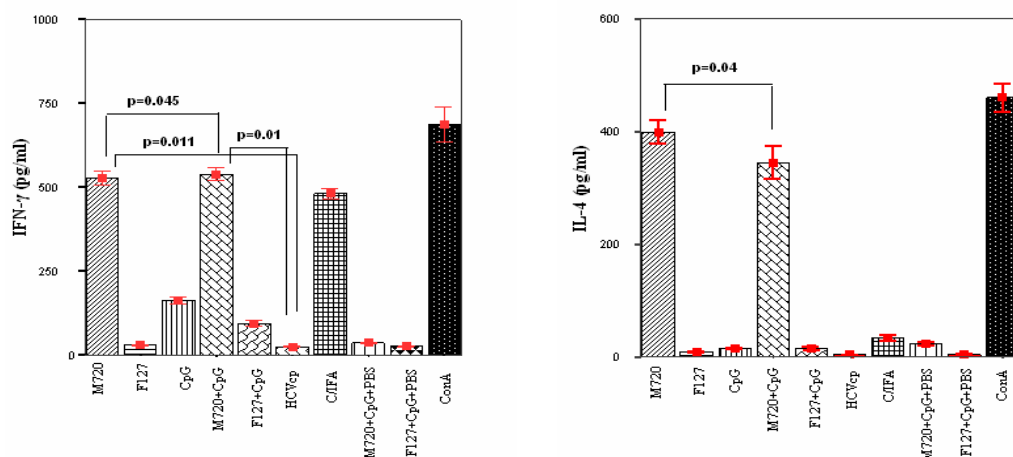 1000
750
500
250
0
IFN-γ (pg/ml)
p=0.045
p=0.011
p=0.01
M720
F127
CpG
M720+CpG
F127+CpG
HCVcp
C/IFA
M720+CpG+PBS
F127+CpG+PBS
ConA
600
400
200
0
IL-4 (pg/ml)
p=0.04
M720
F127
CpG
M720+CpG
F127+CpG
HCVcp
C/IFA
M720+CpG+PBS
F127+CpG+PBS
ConA